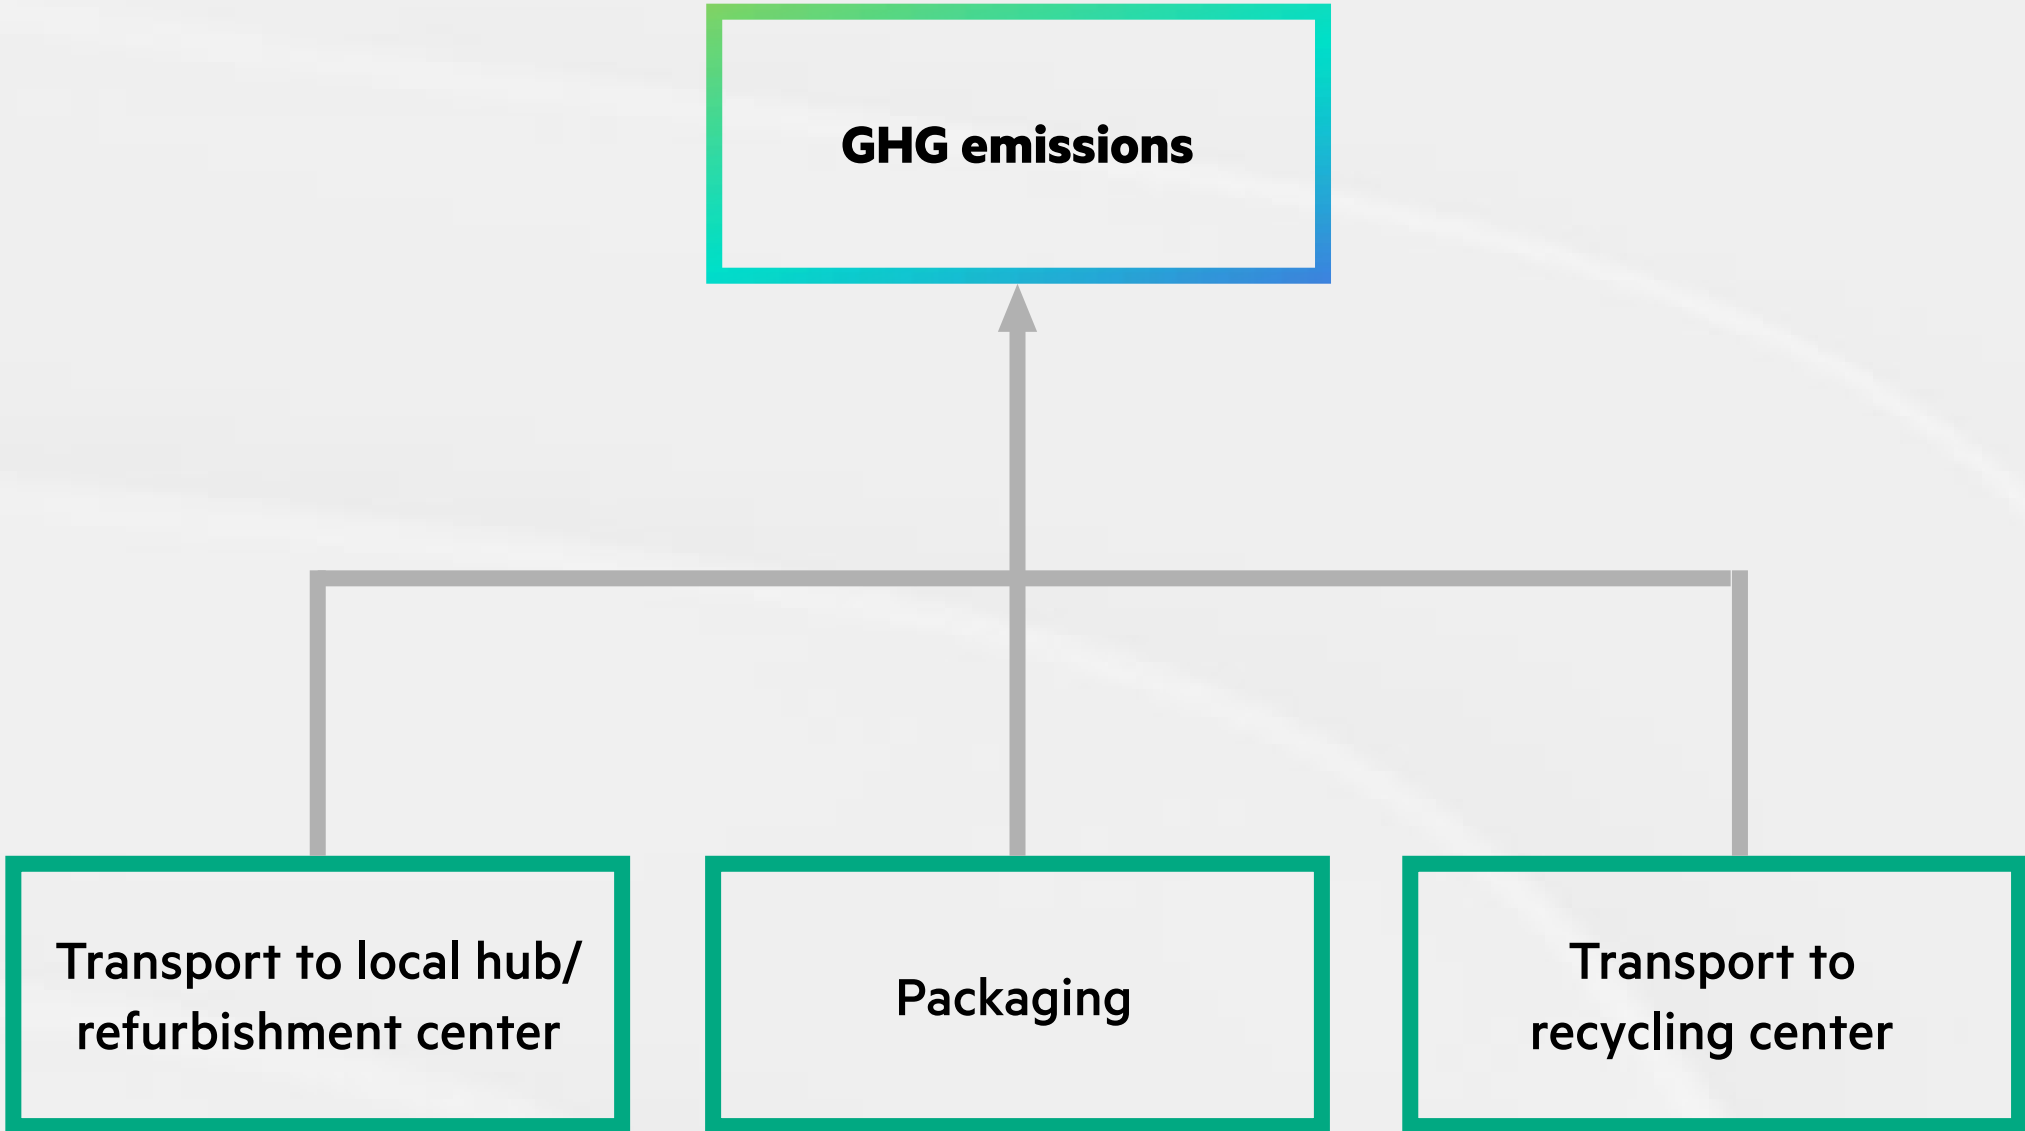 GHG emissions
Transport to local hub/
refurbishment center
Packaging
Transport to
recycling center